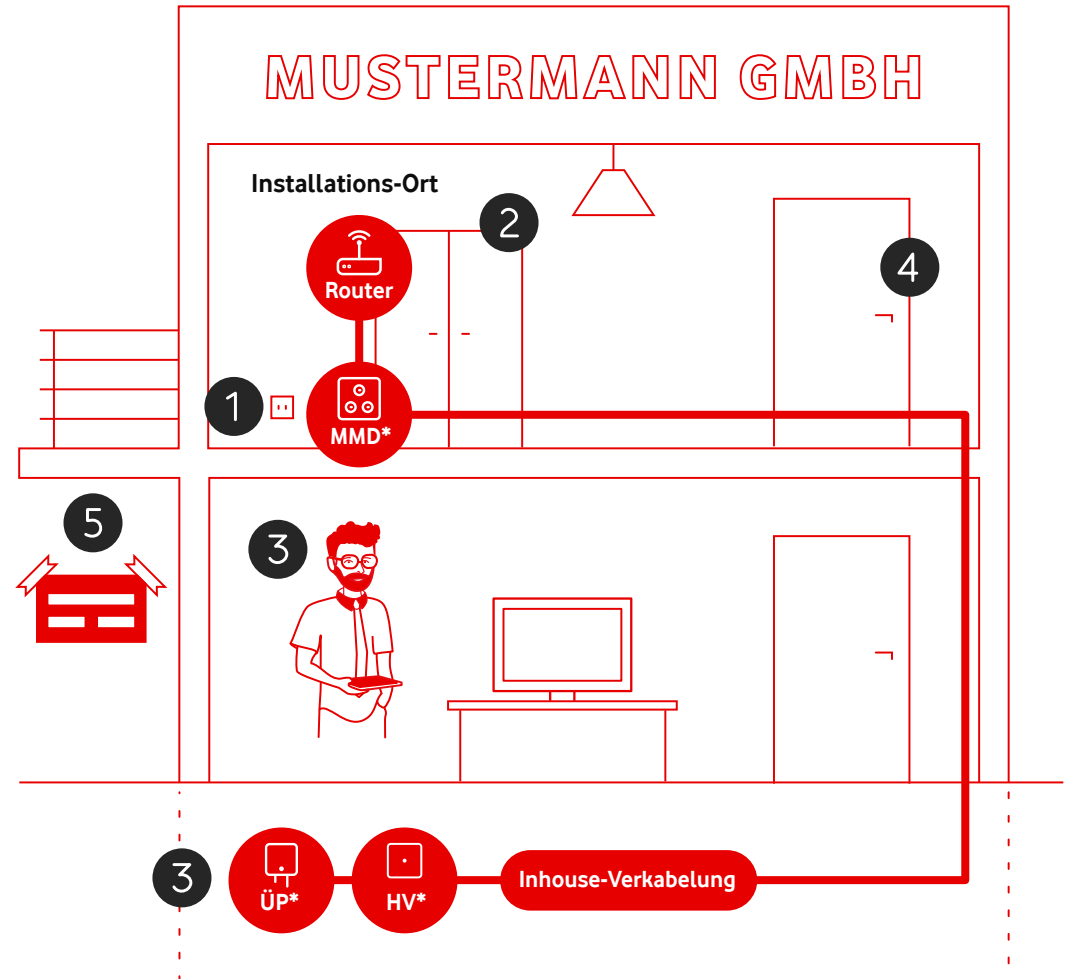 MUSTERMANN GMBH
Installations-Ort
2
Router
4
1
MMD*
5
3
3
ÜP*
HV*
Inhouse-Verkabelung